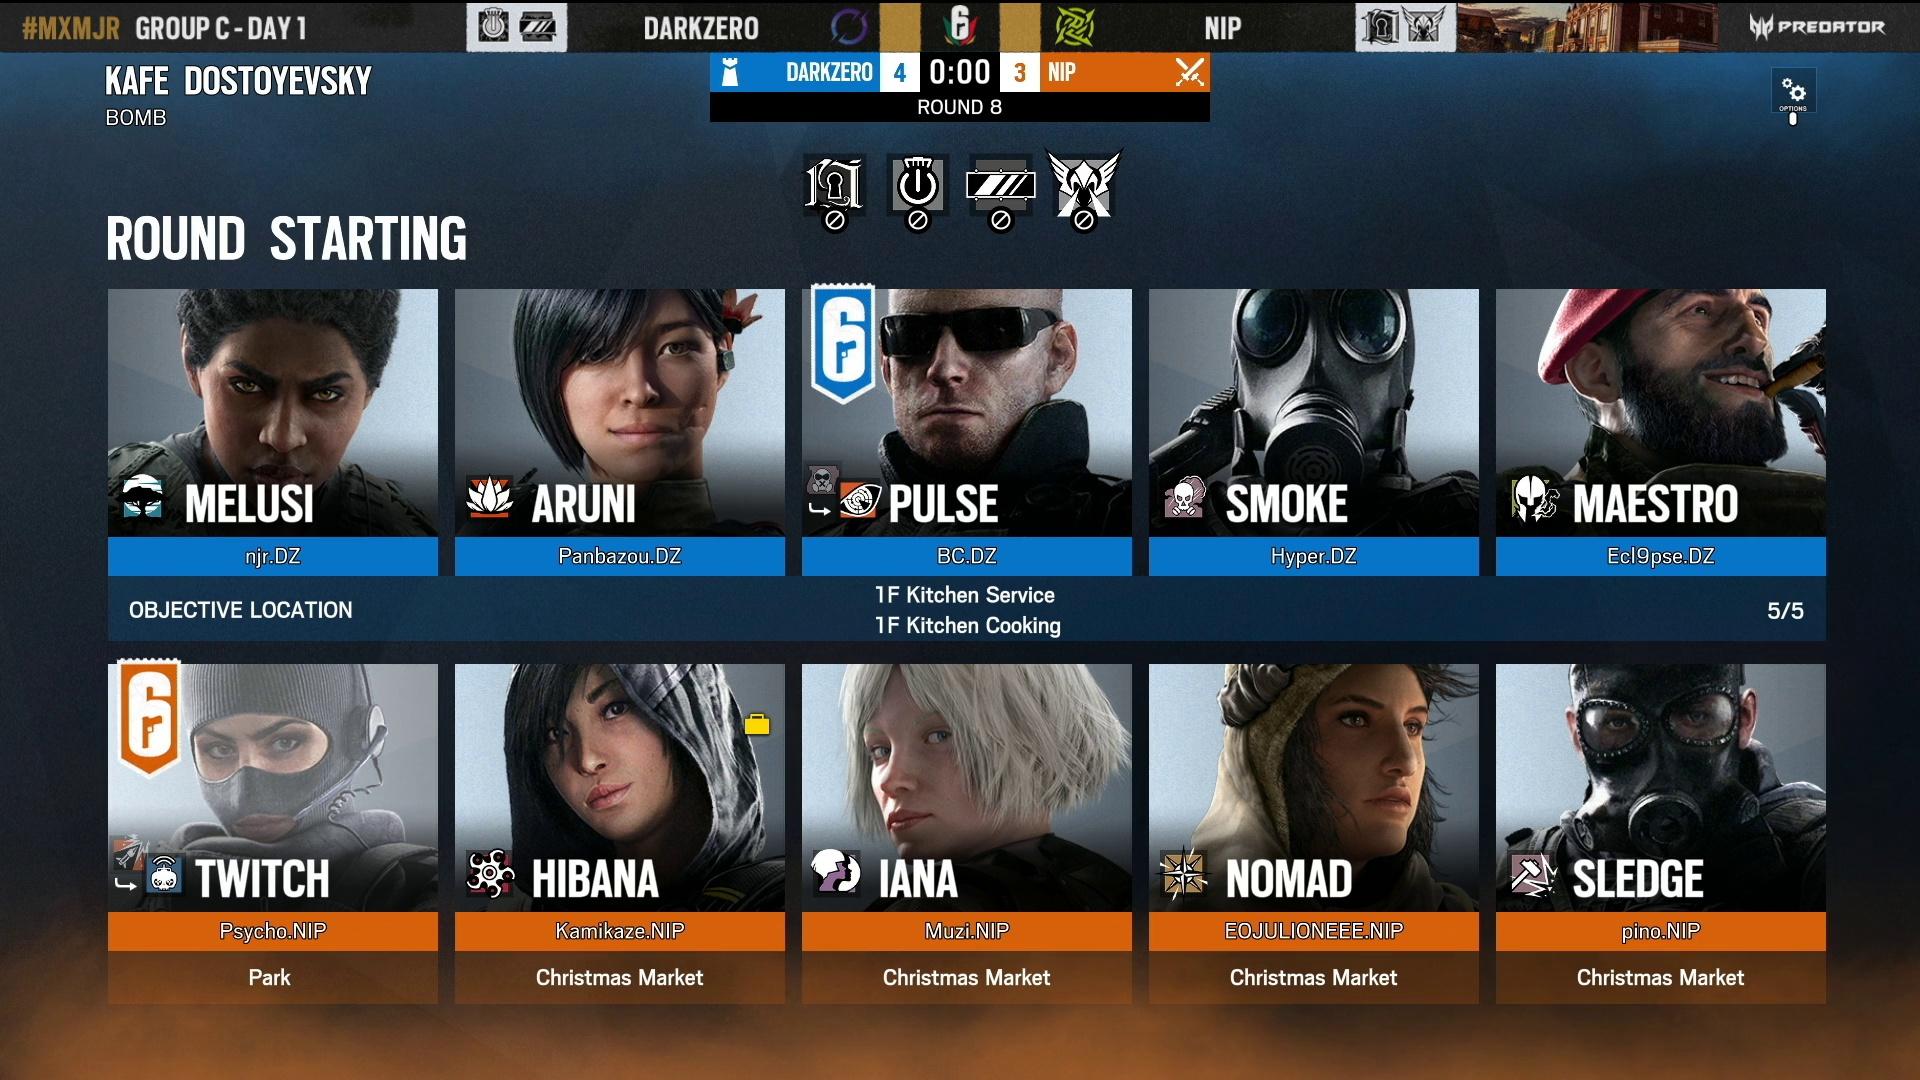 #MXMJR GROUP C - DAY 1
DARKZERO
NIP
PREDATOR
KAFE DOSTOYEVSKY
BOMB
DARKZERO 4 0:00 3 NIP
ROUND 8
OPTIONS
ROUND STARTING
MELUSI
ARUNI
PULSE
SMOKE
MAESTRO
njr.DZ
Panbazou.DZ
BC.DZ
Hyper.DZ
Ecl9pse.DZ
OBJECTIVE LOCATION
1F Kitchen Service
1F Kitchen Cooking
5/5
TWITCH
HIBANA
IANA
NOMAD
SLEDGE
Psycho.NIP
Kamikaze.NIP
Muzi.NIP
EOJULIONEEE.NIP
pino.NIP
Park
Christmas Market
Christmas Market
Christmas Market
Christmas Market